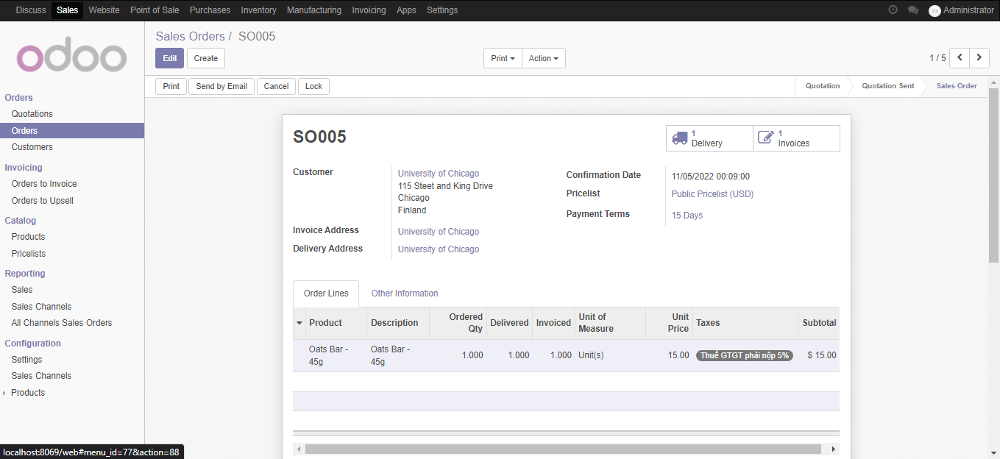 Discuss Sales Website Point of Sale Purchases Inventory Manufacturing Invoicing Apps Settings Administrator
odoo
Orders
Quotations
Orders
Customers
Invoicing
Orders to Invoice
Orders to Upsell
Catalog
Products
Pricelists
Reporting
Sales
Sales Channels
All Channels Sales Orders
Configuration
Settings
Sales Channels
Products
localhost:8069/web#menu_id=77&action=88
Sales Orders / SO005
Edit Create Print Action 1 / 5
Print Send by Email Cancel Lock Quotation Quotation Sent Sales Order
SO005
1 Delivery
1 Invoices
Customer University of Chicago
115 Steet and King Drive
Chicago
Finland
Invoice Address University of Chicago
Delivery Address University of Chicago
Confirmation Date 11/05/2022 00:09:00
Pricelist Public Pricelist (USD)
Payment Terms 15 Days
Order Lines Other Information
Product Description Ordered Qty Delivered Invoiced Unit of Measure Unit Price Taxes Subtotal
Oats Bar - 45g Oats Bar - 45g 1.000 1.000 1.000 Unit(s) 15.00 Thuế GTGT phải nộp 5% $ 15.00